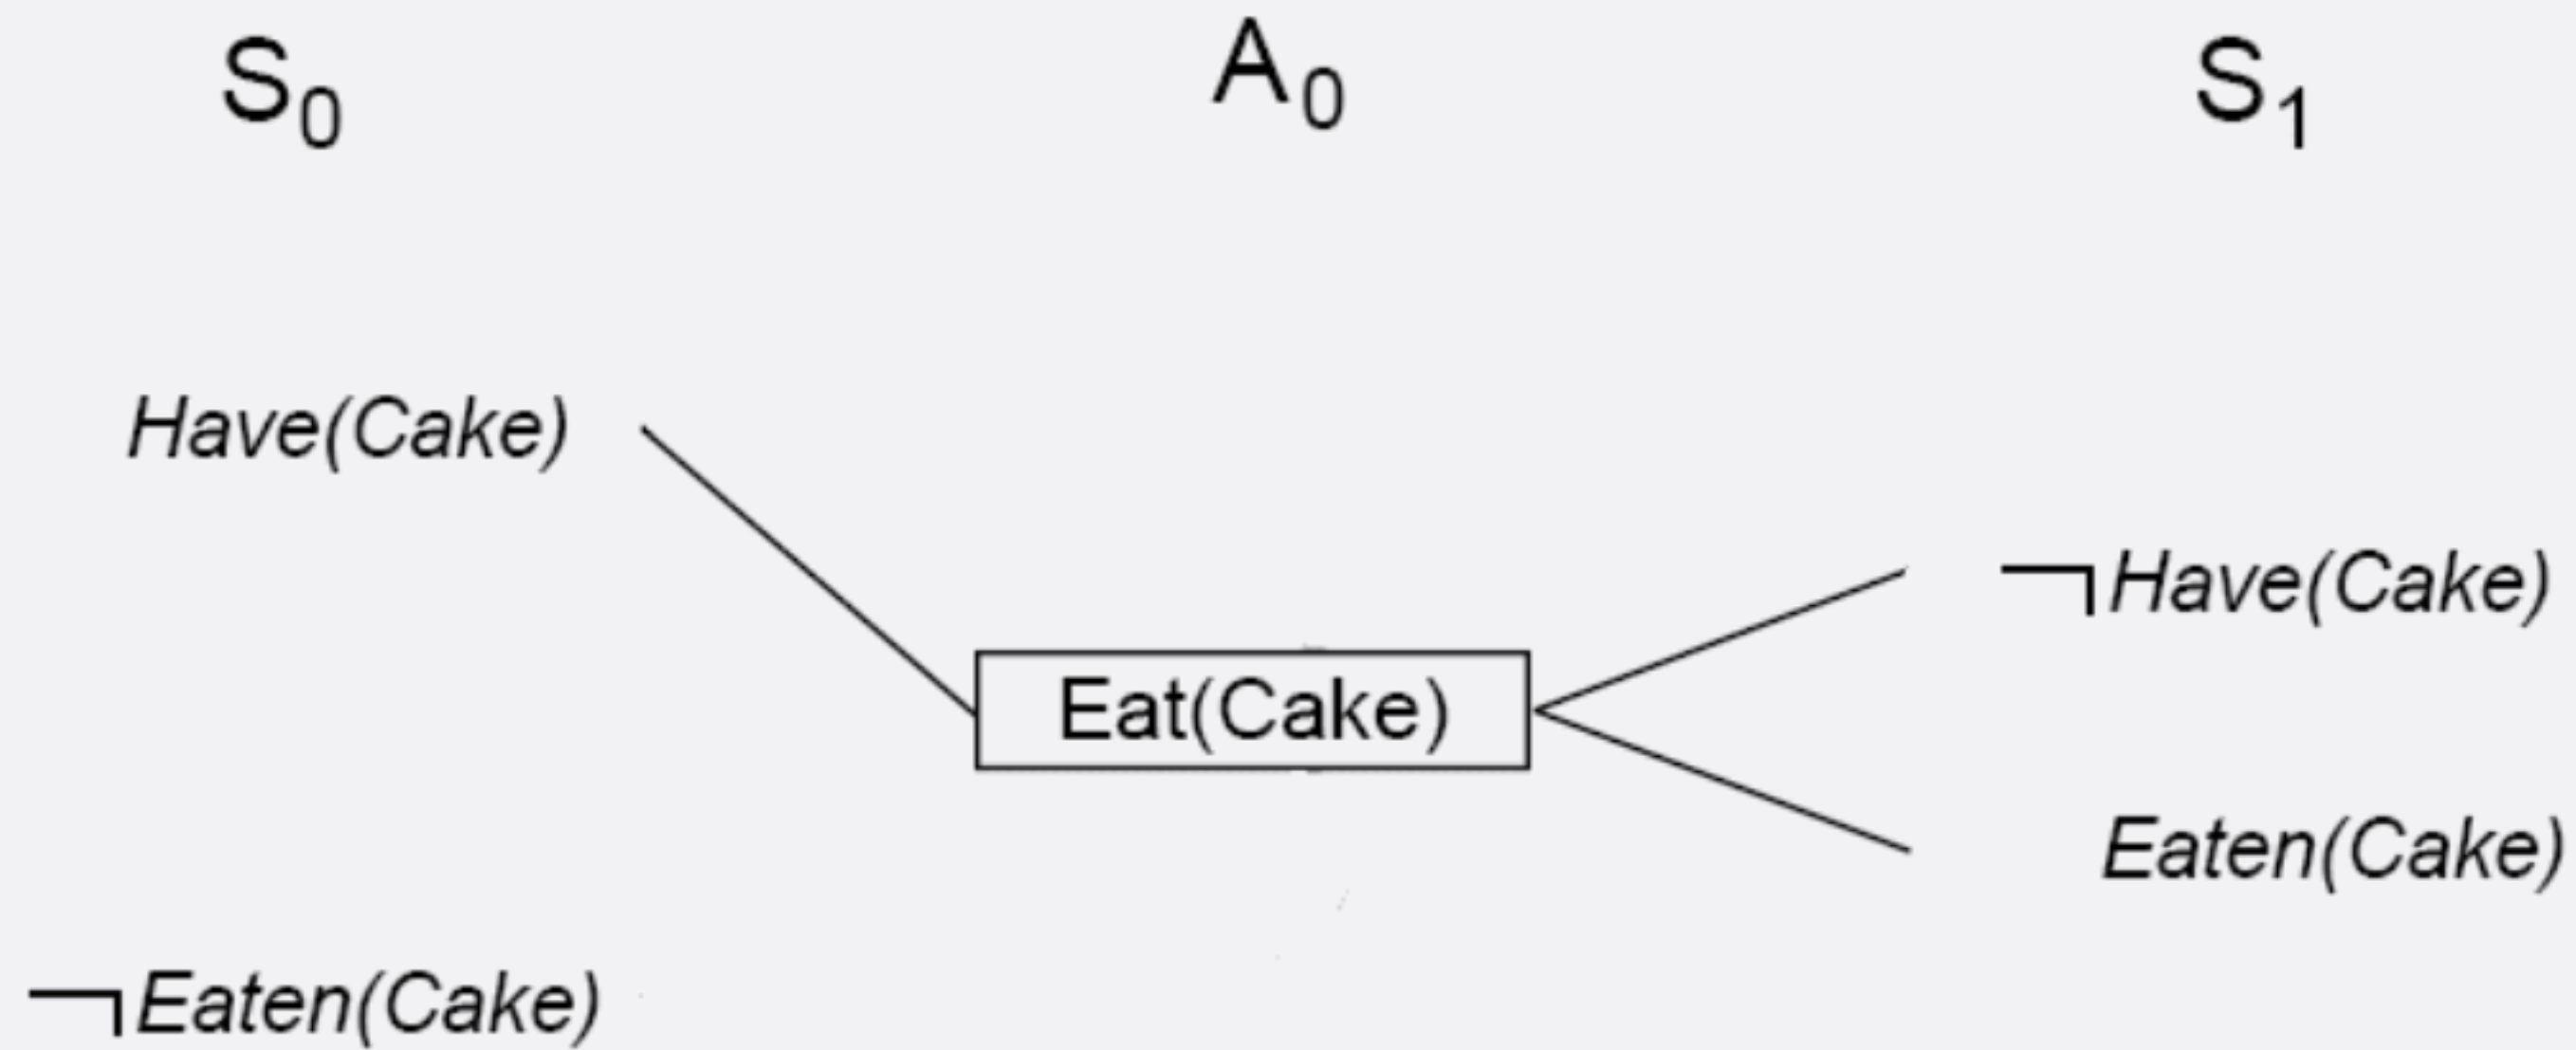 S₀ A₀ S₁
Have(Cake)
¬Have(Cake)
Eat(Cake)
Eaten(Cake)
¬Eaten(Cake)